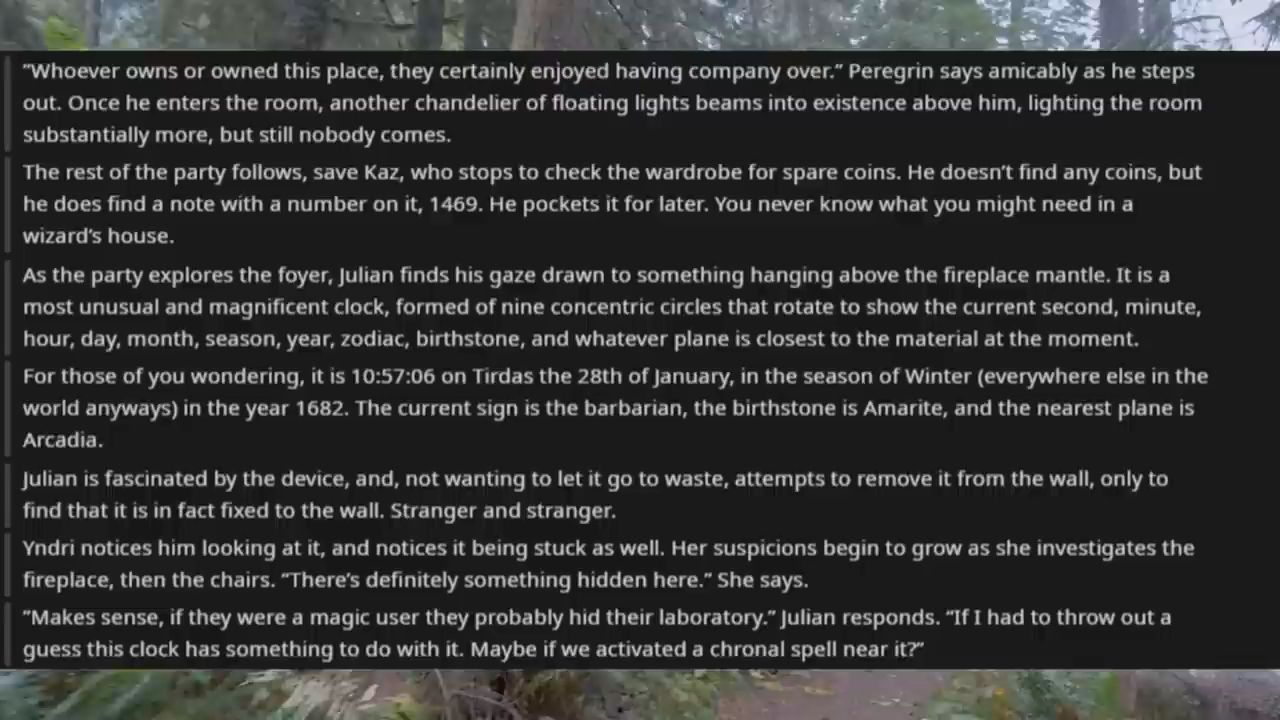 “Whoever owns or owned this place, they certainly enjoyed having company over.” Peregrin says amicably as he steps
out. Once he enters the room, another chandelier of floating lights beams into existence above him, lighting the room
substantially more, but still nobody comes.
The rest of the party follows, save Kaz, who stops to check the wardrobe for spare coins. He doesn’t find any coins, but
he does find a note with a number on it, 1469. He pockets it for later. You never know what you might need in a
wizard’s house.
As the party explores the foyer, Julian finds his gaze drawn to something hanging above the fireplace mantle. It is a
most unusual and magnificent clock, formed of nine concentric circles that rotate to show the current second, minute,
hour, day, month, season, year, zodiac, birthstone, and whatever plane is closest to the material at the moment.
For those of you wondering, it is 10:57:06 on Tirdas the 28th of January, in the season of Winter (everywhere else in the
world anyways) in the year 1682. The current sign is the barbarian, the birthstone is Amarite, and the nearest plane is
Arcadia.
Julian is fascinated by the device, and, not wanting to let it go to waste, attempts to remove it from the wall, only to
find that it is in fact fixed to the wall. Stranger and stranger.
Yndri notices him looking at it, and notices it being stuck as well. Her suspicions begin to grow as she investigates the
fireplace, then the chairs. “There’s definitely something hidden here.” She says.
“Makes sense, if they were a magic user they probably hid their laboratory.” Julian responds. “If I had to throw out a
guess this clock has something to do with it. Maybe if we activated a chronal spell near it?”